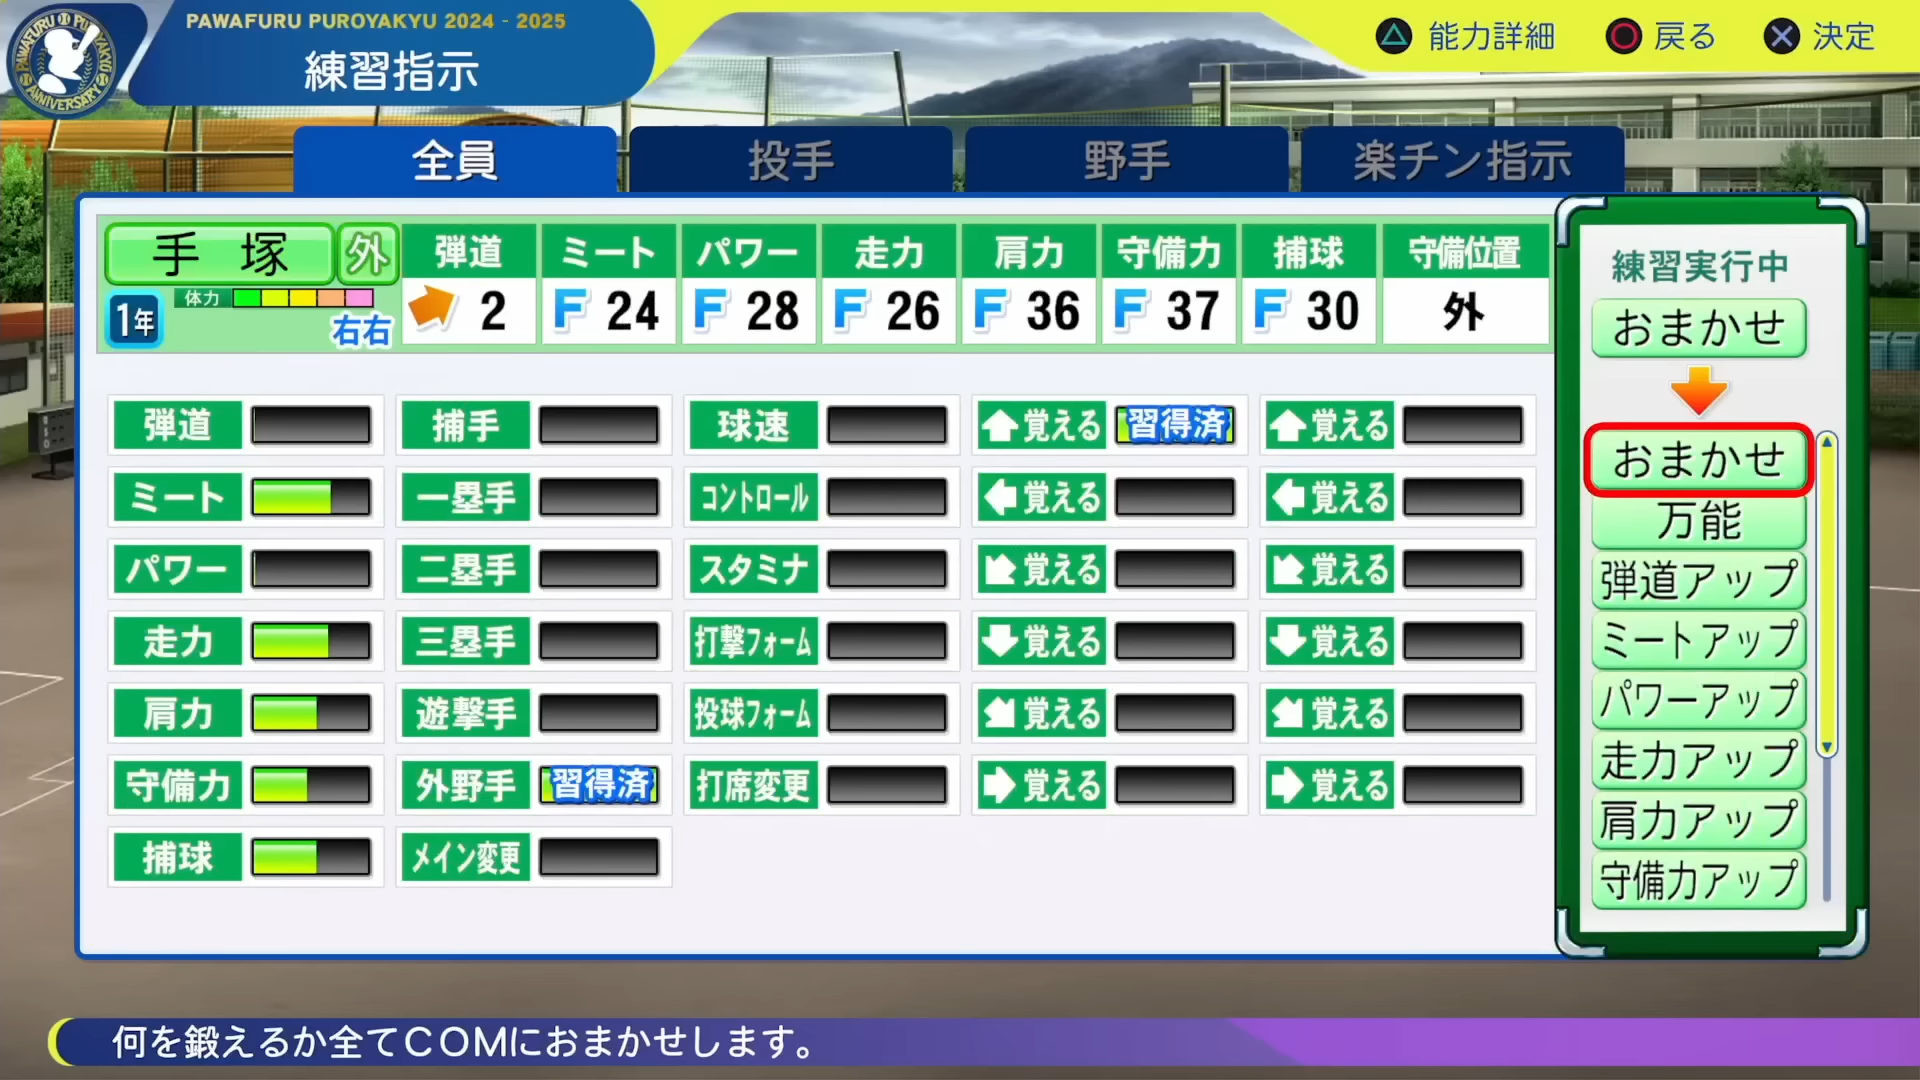 PAWAFURU PUROYAKYU 2024 - 2025
練習指示
能力詳細 戻る 決定
全員 投手 野手 楽チン指示
手塚 外 弾道 ミート パワー 走力 肩力 守備力 捕球 守備位置
1年 体力 右右 2 F 24 F 28 F 26 F 36 F 37 F 30 外
弾道 捕手 球速 覚える 習得済 覚える
ミート 一塁手 コントロール 覚える 覚える
パワー 二塁手 スタミナ 覚える 覚える
走力 三塁手 打撃フォーム 覚える 覚える
肩力 遊撃手 投球フォーム 覚える 覚える
守備力 外野手 習得済 打席変更 覚える 覚える
捕球 メイン変更
練習実行中
おまかせ
おまかせ
万能
弾道アップ
ミートアップ
パワーアップ
走力アップ
肩力アップ
守備力アップ
何を鍛えるか全てCOMにおまかせします。